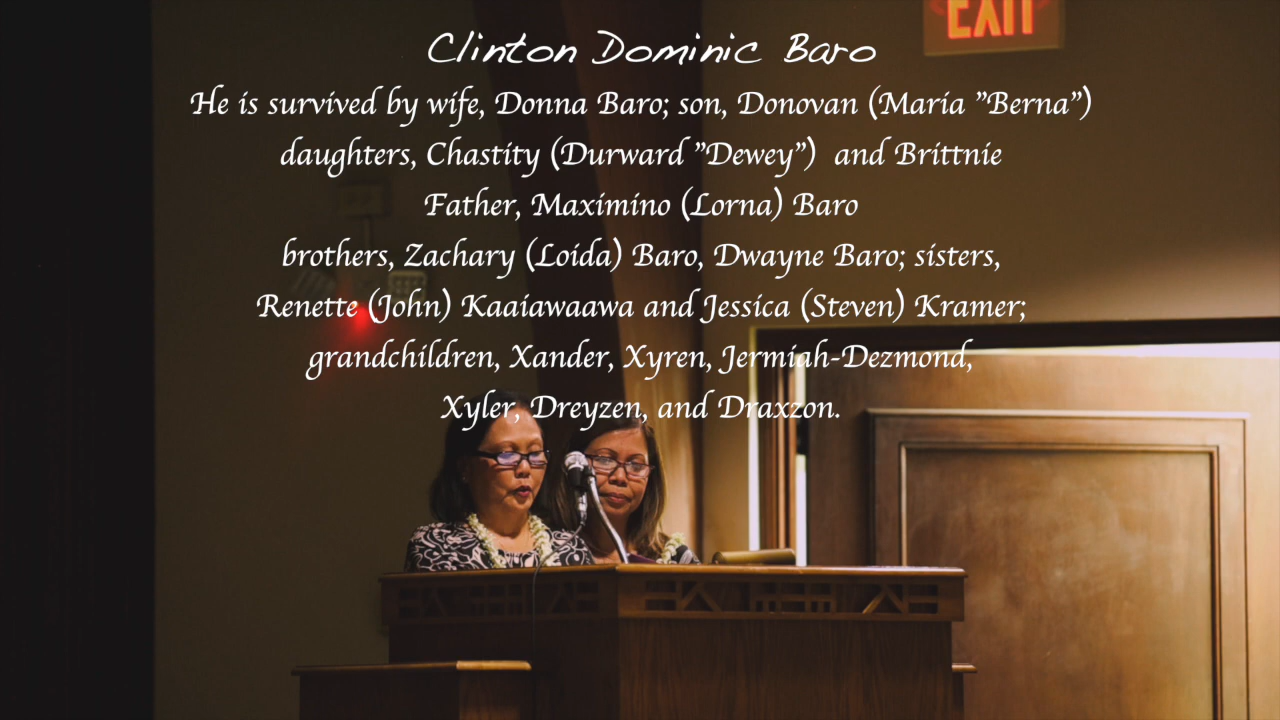 EXIT
Clinton Dominic Baro
He is survived by wife, Donna Baro; son, Donovan (Maria "Berna")
daughters, Chastity (Durward "Dewey") and Brittnie
Father, Maximino (Lorna) Baro
brothers, Zachary (Loida) Baro, Dwayne Baro; sisters,
Renette (John) Kaaiawaawa and Jessica (Steven) Kramer;
grandchildren, Xander, Xyren, Jermiah-Dezmond,
Xyler, Dreyzen, and Draxzon.